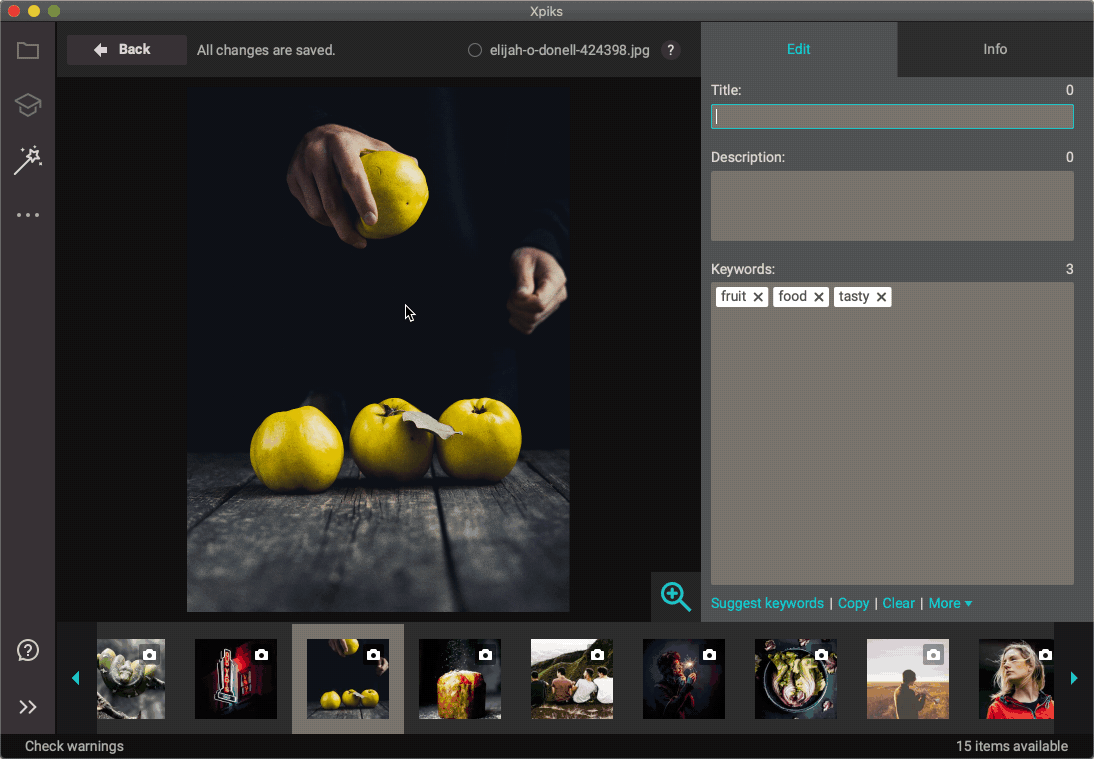 Xpiks
Back
All changes are saved.
elijah-o-donell-424398.jpg
?
Edit
Info
Title:
0
Description:
0
Keywords:
3
fruit
food
tasty
Suggest keywords | Copy | Clear | More
Check warnings
15 items available